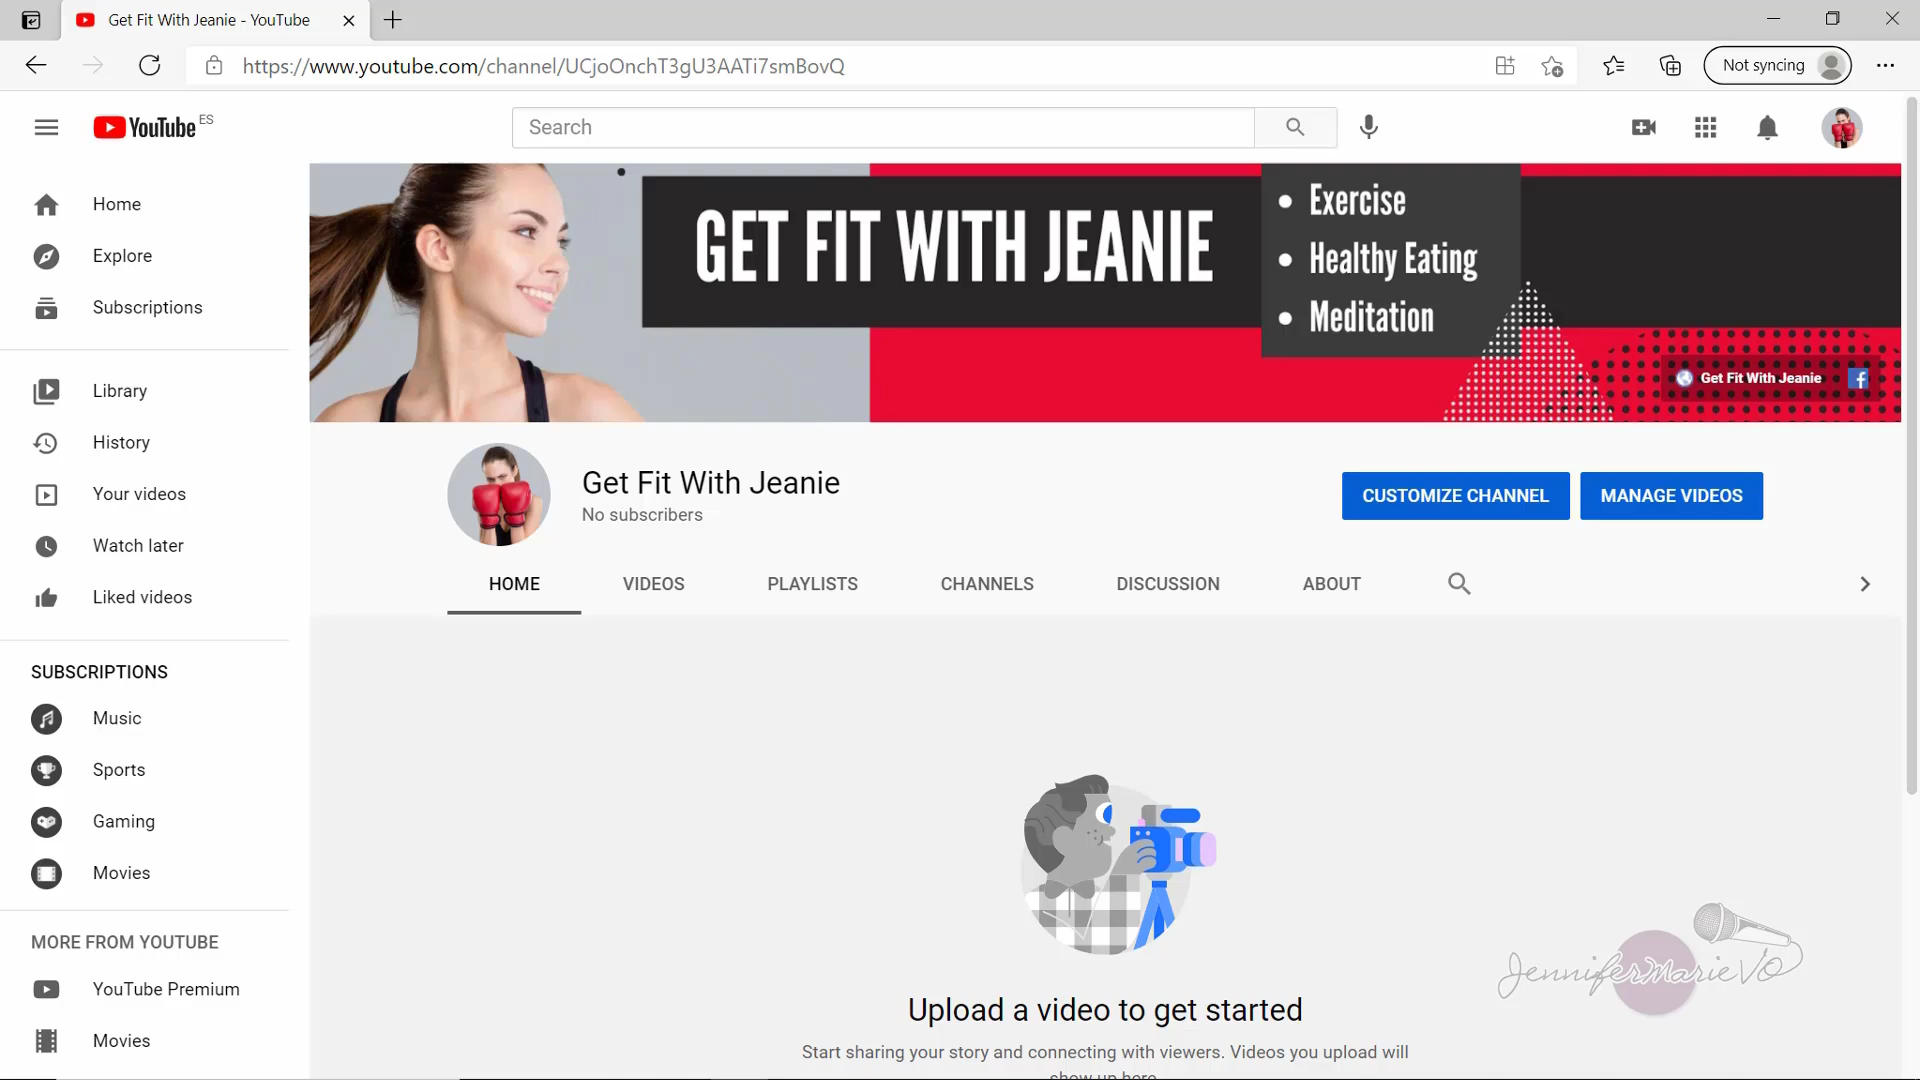 Get Fit With Jeanie - YouTube
https://www.youtube.com/channel/UCjoOnchT3gU3AATi7smBovQ
Not syncing
YouTube ES
Search
Home
Explore
Subscriptions
Library
History
Your videos
Watch later
Liked videos
SUBSCRIPTIONS
Music
Sports
Gaming
Movies
MORE FROM YOUTUBE
YouTube Premium
Movies
GET FIT WITH JEANIE
• Exercise
• Healthy Eating
• Meditation
Get Fit With Jeanie
Get Fit With Jeanie
No subscribers
CUSTOMIZE CHANNEL
MANAGE VIDEOS
HOME VIDEOS PLAYLISTS CHANNELS DISCUSSION ABOUT
Upload a video to get started
Start sharing your story and connecting with viewers. Videos you upload will
show up here.
JenniferMarieVO